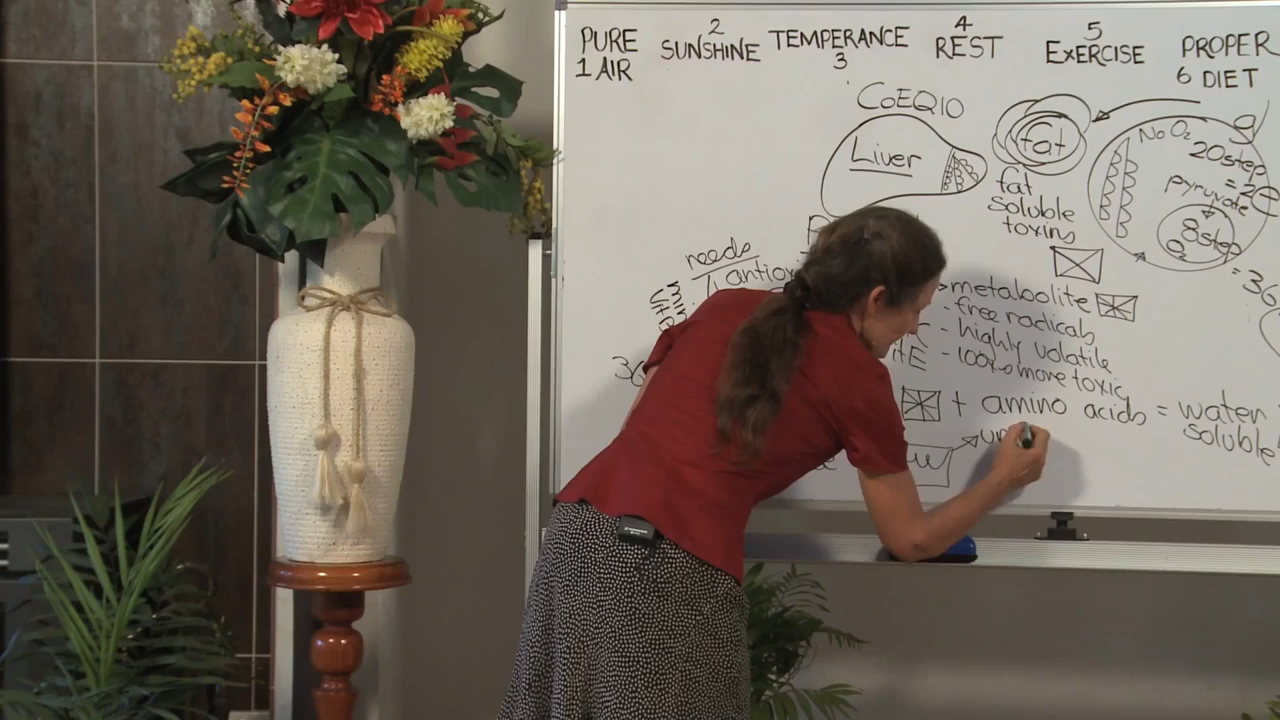 PURE
1 AIR
2
SUNSHINE
TEMPERANCE
3
4
REST
5
EXERCISE
PROPER
6 DIET
CoEQ10
Liver
fat
fat
soluble
toxins
No O2
20step
pyruvate
8step
O2
needs
metabolite
- free radicals
- highly volatile
E - 100x's more toxic
+ amino acids = water
soluble